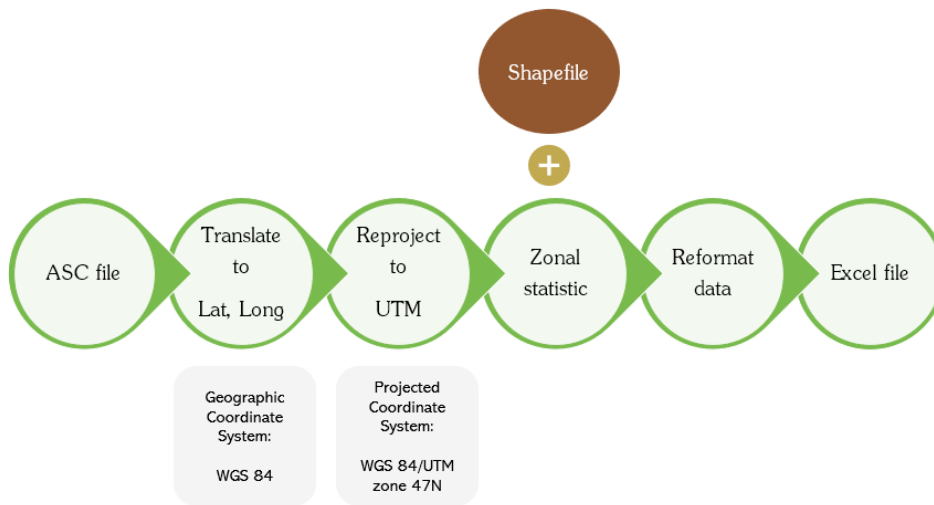 Shapefile
+
ASC file
Translate
to
Lat, Long
Reproject
to
UTM
Zonal
statistic
Reformat
data
Excel file
Geographic
Coordinate
System:
WGS 84
Projected
Coordinate
System:
WGS 84/UTM
zone 47N